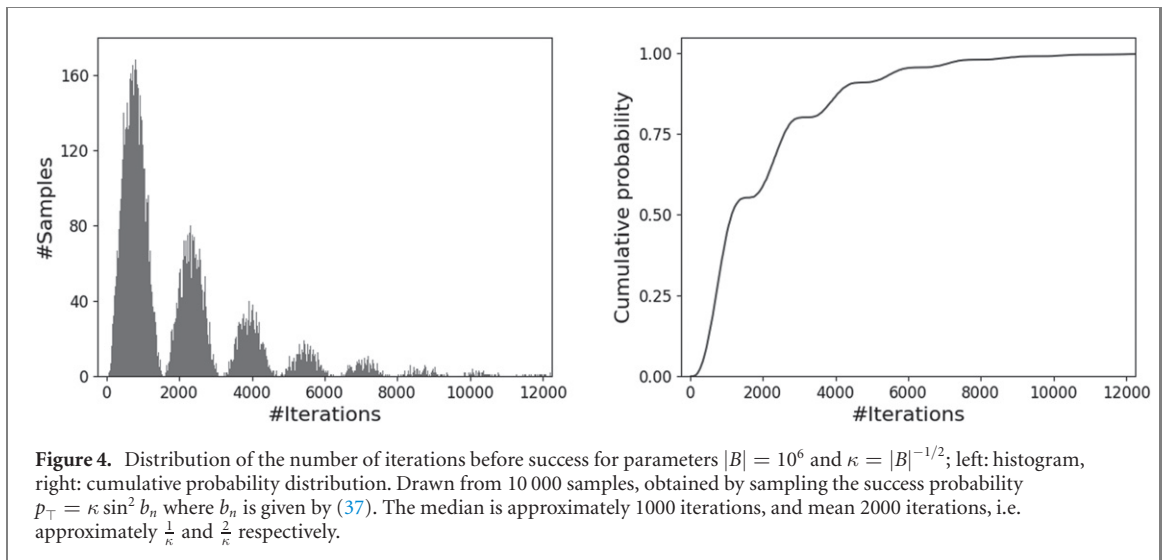 160
120
80
40
0
#Samples
0 2000 4000 6000 8000 10000 12000
#Iterations
1.00
0.75
0.50
0.25
0.00
Cumulative probability
0 2000 4000 6000 8000 10000 12000
#Iterations
Figure 4. Distribution of the number of iterations before success for parameters |B| = 10⁶ and κ = |B|⁻¹/²; left: histogram,
right: cumulative probability distribution. Drawn from 10 000 samples, obtained by sampling the success probability
p⊤ = κ sin² bₙ where bₙ is given by (37). The median is approximately 1000 iterations, and mean 2000 iterations, i.e.
approximately 1/κ and 2/κ respectively.